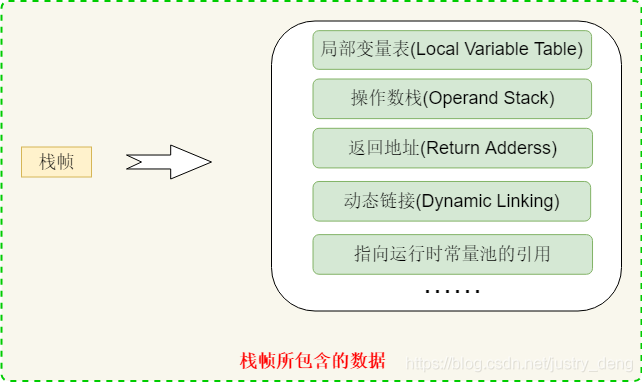 局部变量表(Local Variable Table)
操作数栈(Operand Stack)
返回地址(Return Adderss)
栈帧
动态链接(Dynamic Linking)
指向运行时常量池的引用
······
栈帧所包含的数据
https://blog.csdn.net/justry_deng